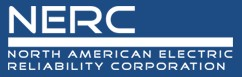 NERC
NORTH AMERICAN ELECTRIC
RELIABILITY CORPORATION